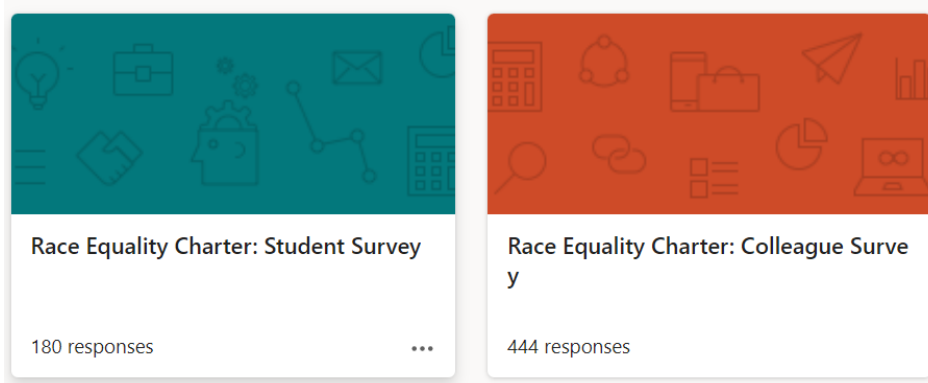 Race Equality Charter: Student Survey
180 responses
Race Equality Charter: Colleague Surve
y
444 responses